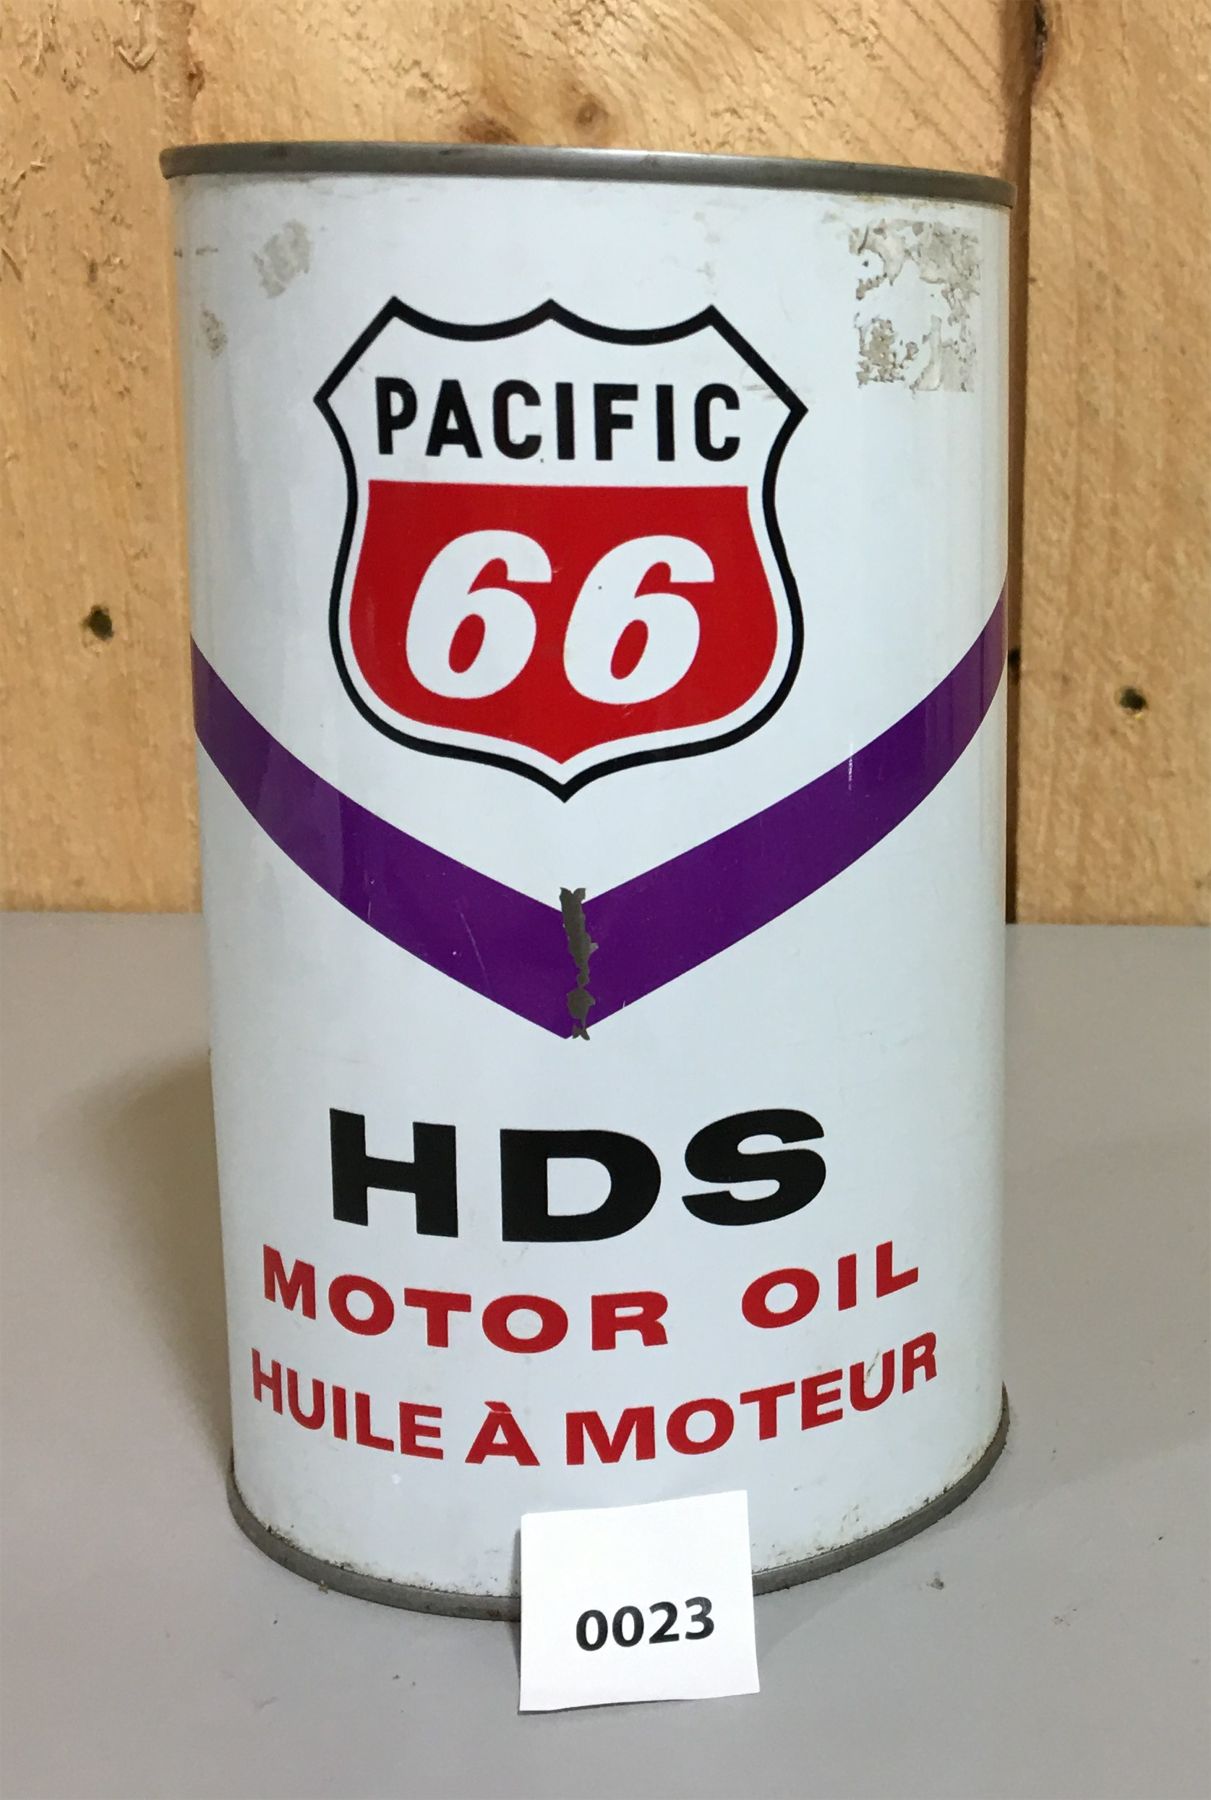 PACIFIC
66
HDS
MOTOR OIL
HUILE À MOTEUR
0023